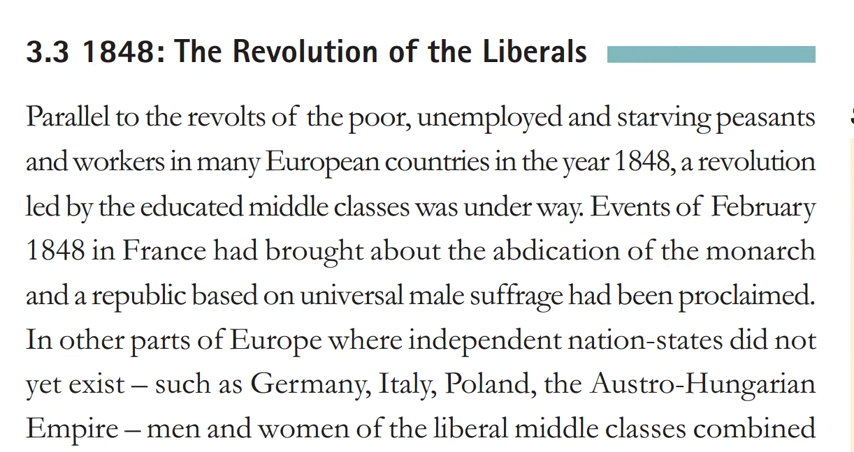 3.3 1848: The Revolution of the Liberals
Parallel to the revolts of the poor, unemployed and starving peasants
and workers in many European countries in the year 1848, a revolution
led by the educated middle classes was under way. Events of February
1848 in France had brought about the abdication of the monarch
and a republic based on universal male suffrage had been proclaimed.
In other parts of Europe where independent nation-states did not
yet exist – such as Germany, Italy, Poland, the Austro-Hungarian
Empire – men and women of the liberal middle classes combined